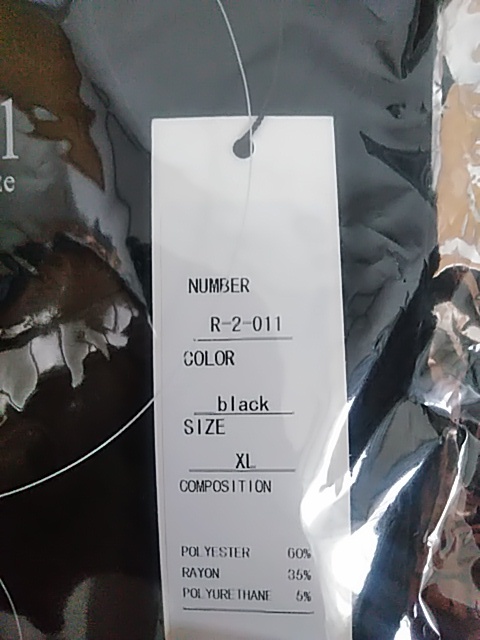 NUMBER
R-2-011
COLOR
black
SIZE
XL
COMPOSITION
POLYESTER 60%
RAYON 35%
POLYURETHANE 5%